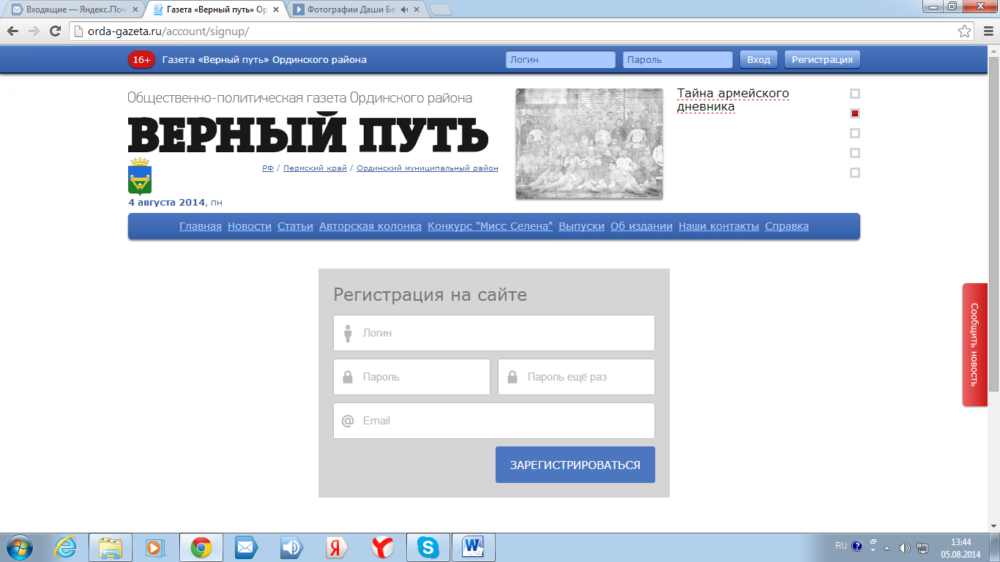 Входящие — Яндекс.Поч
Газета «Верный путь» Ор
Фотографии Даши Бе
orda-gazeta.ru/account/signup/
16+ Газета «Верный путь» Ординского района
Логин Пароль Вход Регистрация
Общественно-политическая газета Ординского района
ВЕРНЫЙ ПУТЬ
РФ / Пермский край / Ординский муниципальный район
4 августа 2014, пн
Тайна армейского
дневника
Главная Новости Статьи Авторская колонка Конкурс "Мисс Селена" Выпуски Об издании Наши контакты Справка
Регистрация на сайте
Логин
Пароль Пароль ещё раз
@ Email
ЗАРЕГИСТРИРОВАТЬСЯ
Сообщить новость
RU
13:44
05.08.2014